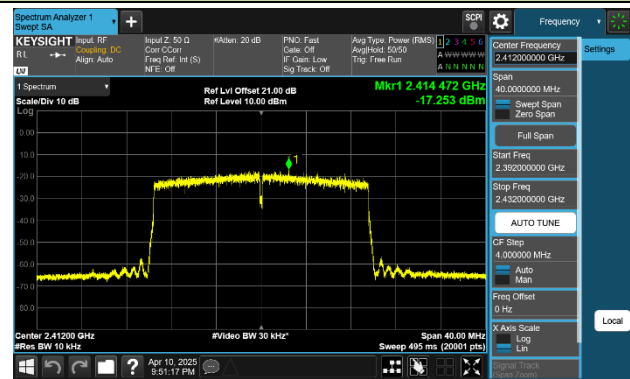 Spectrum Analyzer 1
Swept SA
SCPI
Frequency
KEYSIGHT
RL
Input: RF
Coupling: DC
Align: Auto
Input Z: 50 Ω
Corr CCorr
Freq Ref: Int (S)
NFE: Off
#Atten: 20 dB
PNO: Fast
Gate: Off
IF Gain: Low
Sig Track: Off
Avg Type: Power (RMS)
Avg|Hold: 50/50
Trig: Free Run
1 2 3 4 5 6
A W W W W W
A N N N N N
1 Spectrum
Scale/Div 10 dB
Log
Ref Lvl Offset 21.00 dB
Ref Level 10.00 dBm
Mkr1 2.414 472 GHz
-17.253 dBm
0.00
-10.0
-20.0
-30.0
-40.0
-50.0
-60.0
-70.0
-80.0
1
Center 2.41200 GHz
#Res BW 10 kHz
#Video BW 30 kHz*
Span 40.00 MHz
Sweep 495 ms (20001 pts)
Apr 10, 2025
9:51:17 PM
Center Frequency
2.412000000 GHz
Span
40.0000000 MHz
Swept Span
Zero Span
Full Span
Start Freq
2.392000000 GHz
Stop Freq
2.432000000 GHz
AUTO TUNE
CF Step
4.000000 MHz
Auto
Man
Freq Offset
0 Hz
X Axis Scale
Log
Lin
Signal Track
(Span Zoom)
Settings
Local